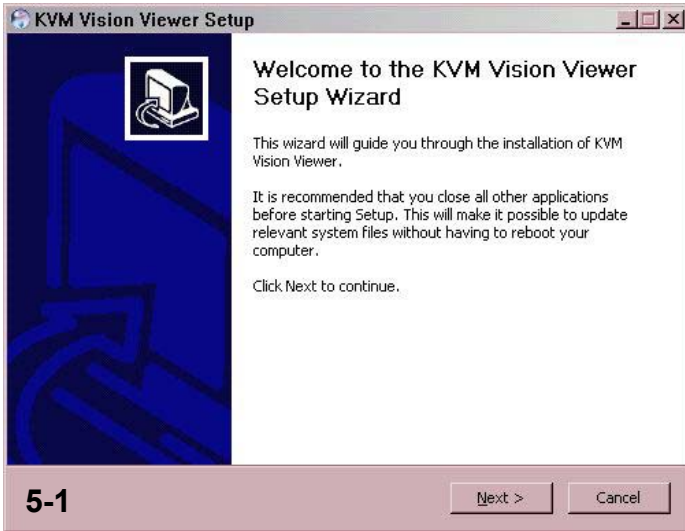 KVM Vision Viewer Setup
Welcome to the KVM Vision Viewer
Setup Wizard
This wizard will guide you through the installation of KVM
Vision Viewer.
It is recommended that you close all other applications
before starting Setup. This will make it possible to update
relevant system files without having to reboot your
computer.
Click Next to continue.
5-1
Next >
Cancel